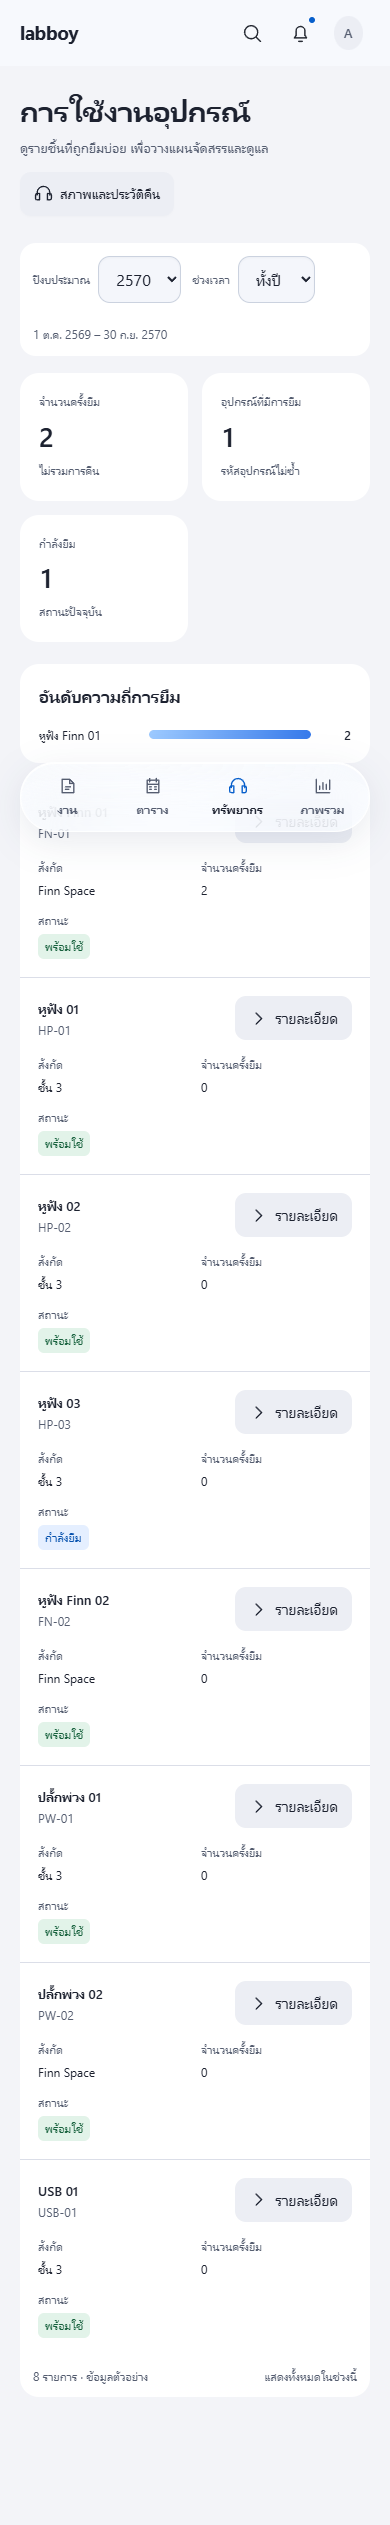 labboy
A
การใช้งานอุปกรณ์
ดูรายชิ้นที่ถูกยืมบ่อย เพื่อวางแผนจัดสรรและดูแล
สภาพและประวัติคืน
ปีงบประมาณ 2570 ช่วงเวลา ทั้งปี
1 ต.ค. 2569 – 30 ก.ย. 2570
จำนวนครั้งยืม
2
ไม่รวมการคืน
อุปกรณ์ที่มีการยืม
1
รหัสอุปกรณ์ไม่ซ้ำ
กำลังยืม
1
สถานะปัจจุบัน
อันดับความถี่การยืม
หูฟัง Finn 01 2
งาน ตาราง ทรัพยากร ภาพรวม
หูฟัง Finn 01 รายละเอียด
FN-01
สังกัด จำนวนครั้งยืม
Finn Space 2
สถานะ
พร้อมใช้
หูฟัง 01 รายละเอียด
HP-01
สังกัด จำนวนครั้งยืม
ชั้น 3 0
สถานะ
พร้อมใช้
หูฟัง 02 รายละเอียด
HP-02
สังกัด จำนวนครั้งยืม
ชั้น 3 0
สถานะ
พร้อมใช้
หูฟัง 03 รายละเอียด
HP-03
สังกัด จำนวนครั้งยืม
ชั้น 3 0
สถานะ
กำลังยืม
หูฟัง Finn 02 รายละเอียด
FN-02
สังกัด จำนวนครั้งยืม
Finn Space 0
สถานะ
พร้อมใช้
ปลั๊กพ่วง 01 รายละเอียด
PW-01
สังกัด จำนวนครั้งยืม
ชั้น 3 0
สถานะ
พร้อมใช้
ปลั๊กพ่วง 02 รายละเอียด
PW-02
สังกัด จำนวนครั้งยืม
Finn Space 0
สถานะ
พร้อมใช้
USB 01 รายละเอียด
USB-01
สังกัด จำนวนครั้งยืม
ชั้น 3 0
สถานะ
พร้อมใช้
8 รายการ · ข้อมูลตัวอย่าง แสดงทั้งหมดในช่วงนี้